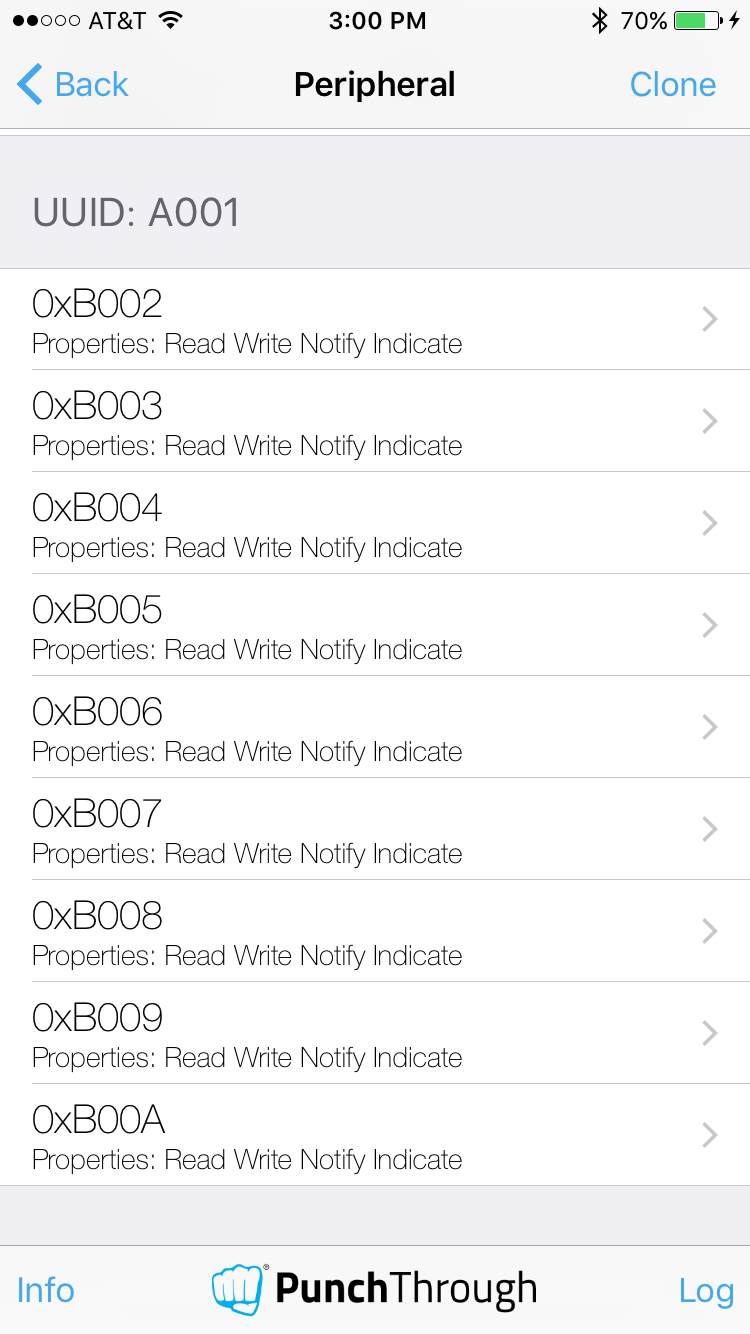 AT&T 3:00 PM 70%
Back Peripheral Clone
UUID: A001
0xB002
Properties: Read Write Notify Indicate
0xB003
Properties: Read Write Notify Indicate
0xB004
Properties: Read Write Notify Indicate
0xB005
Properties: Read Write Notify Indicate
0xB006
Properties: Read Write Notify Indicate
0xB007
Properties: Read Write Notify Indicate
0xB008
Properties: Read Write Notify Indicate
0xB009
Properties: Read Write Notify Indicate
0xB00A
Properties: Read Write Notify Indicate
Info ® PunchThrough Log